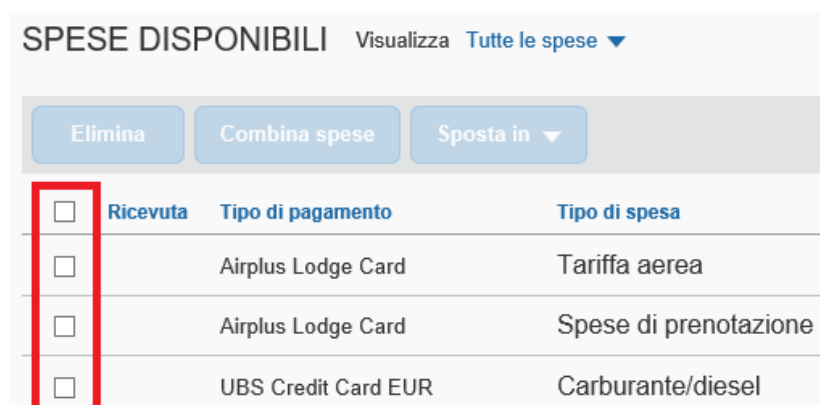 SPESE DISPONIBILI Visualizza Tutte le spese
Elimina Combina spese Sposta in
Ricevuta Tipo di pagamento Tipo di spesa
Airplus Lodge Card Tariffa aerea
Airplus Lodge Card Spese di prenotazione
UBS Credit Card EUR Carburante/diesel